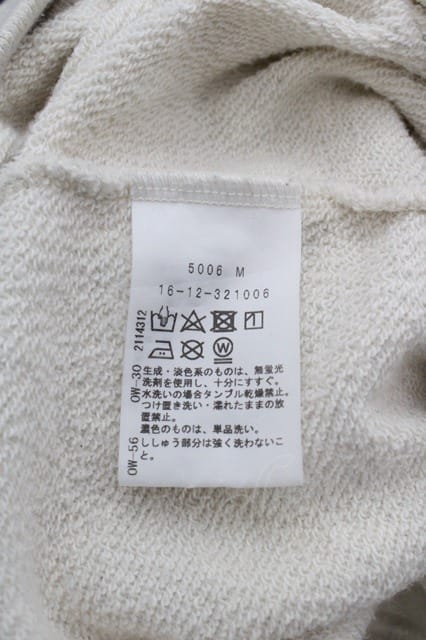 5006 M
16-12-321006
2114312
OW-30
OW-56
生成・淡色系のものは、無蛍光
洗剤を使用し、十分にすすぐ。
水洗いの場合タンブル乾燥禁止。
つけ置き洗い・濡れたままの放
置禁止。
濃色のものは、単品洗い。
ししゅう部分は強く洗わないこ
と。